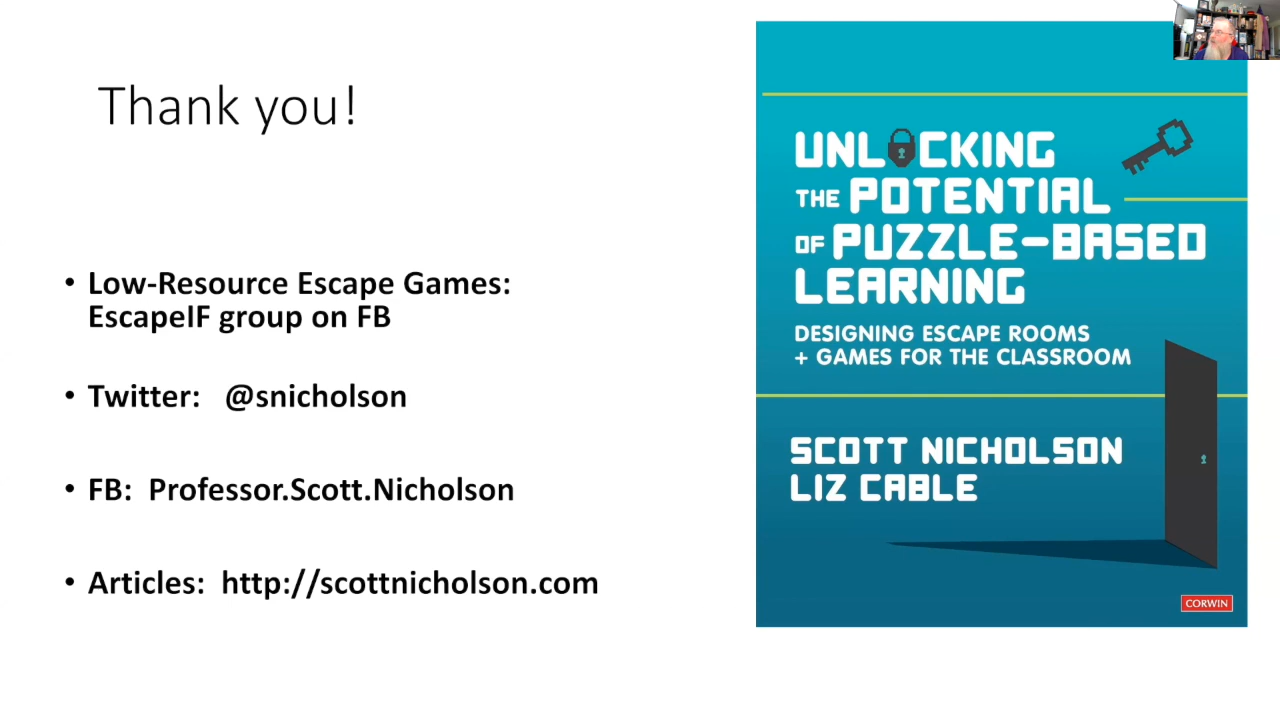 Thank you!
• Low-Resource Escape Games:
EscapeIF group on FB
• Twitter: @snicholson
• FB: Professor.Scott.Nicholson
• Articles: http://scottnicholson.com
UNLOCKING
THE POTENTIAL
OF PUZZLE-BASED
LEARNING
DESIGNING ESCAPE ROOMS
+ GAMES FOR THE CLASSROOM
SCOTT NICHOLSON
LIZ CABLE
CORWIN